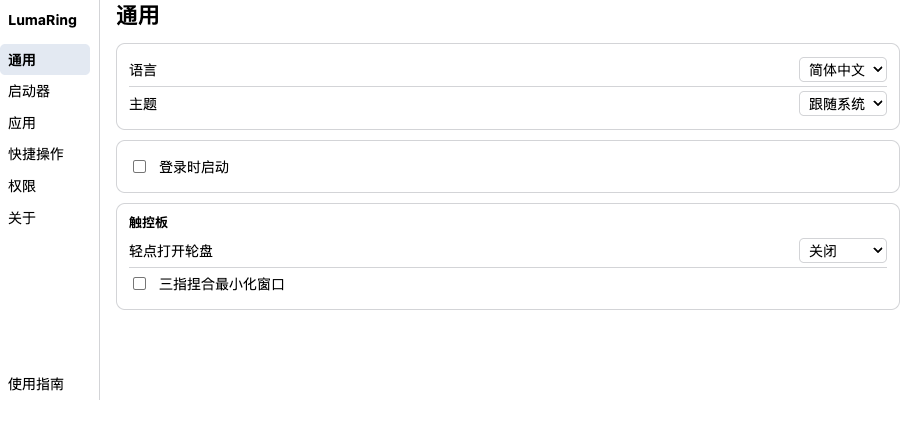 LumaRing
通用
启动器
应用
快捷操作
权限
关于
使用指南
通用
语言
简体中文
主题
跟随系统
登录时启动
触控板
轻点打开轮盘
关闭
三指捏合最小化窗口